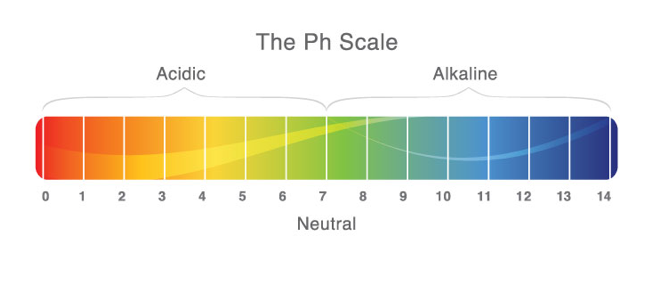 The Ph Scale
Acidic Alkaline
0 1 2 3 4 5 6 7 8 9 10 11 12 13 14
Neutral